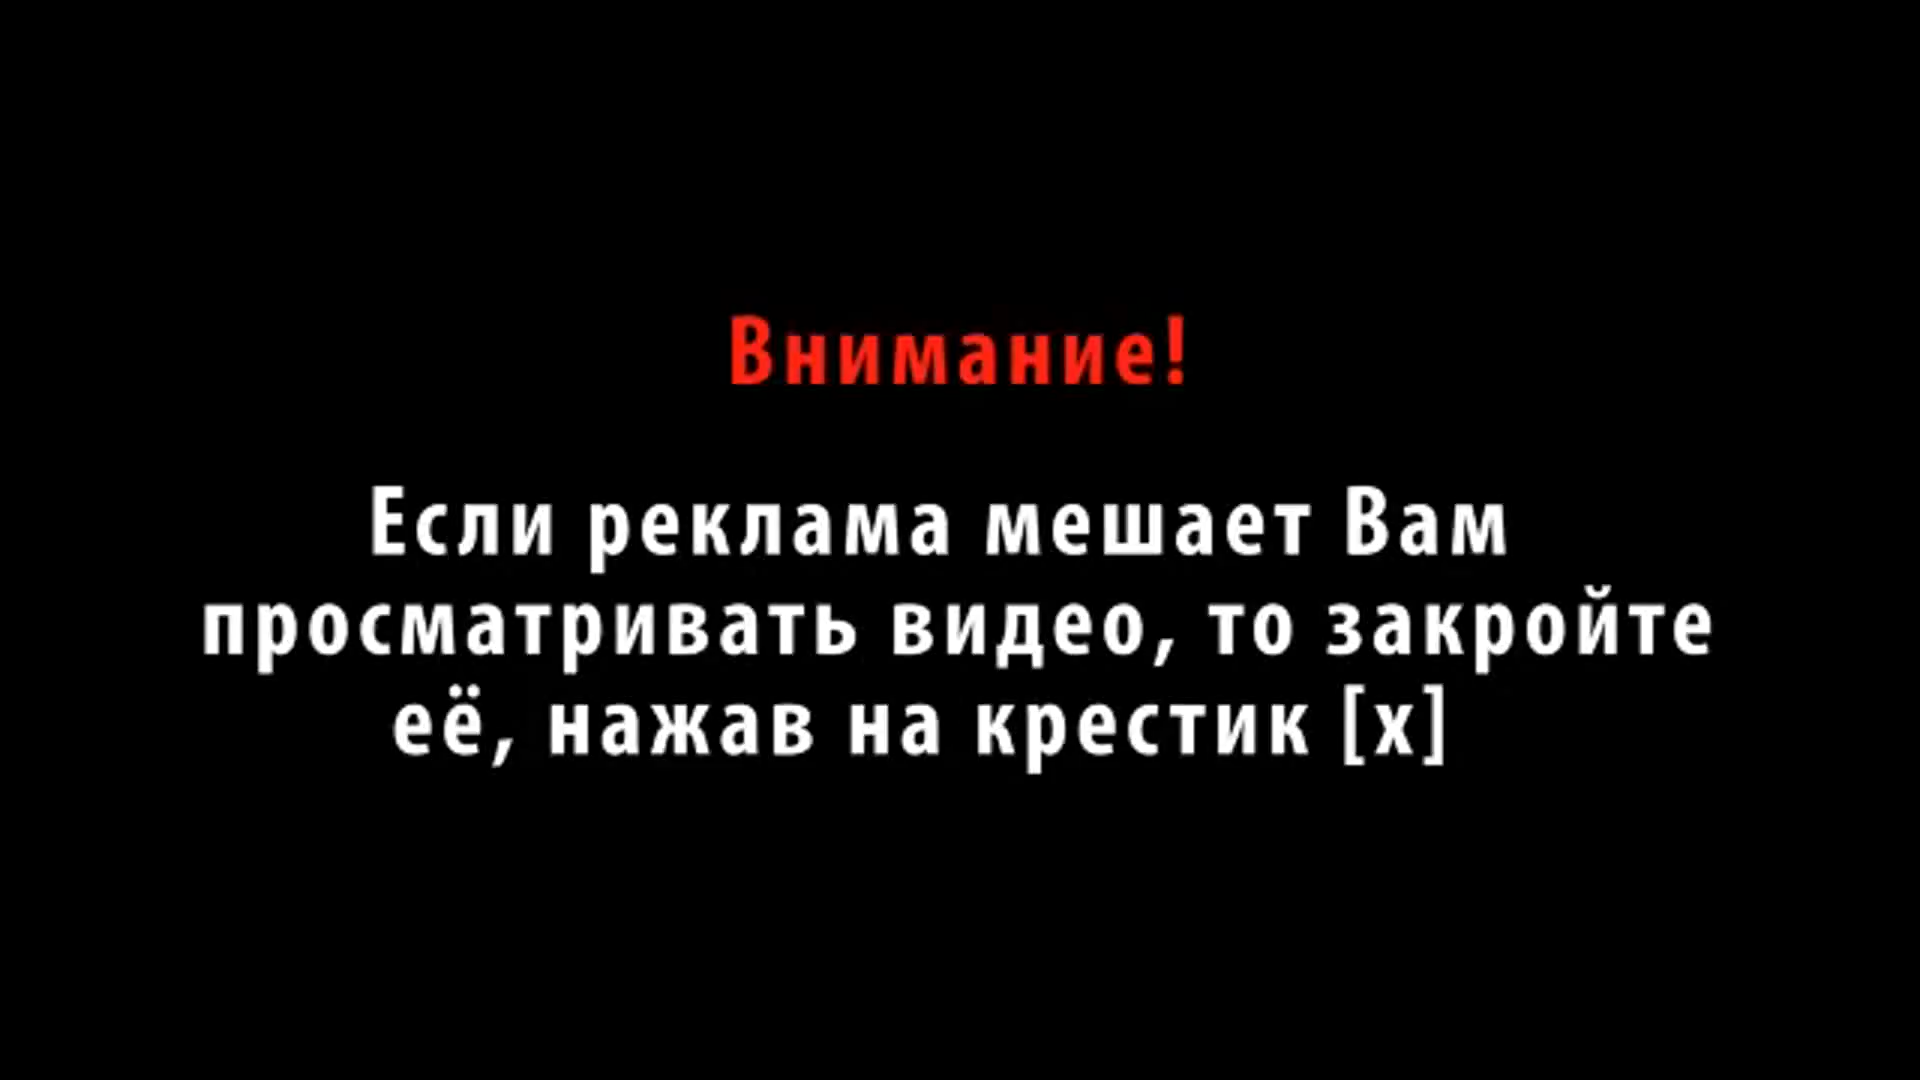 Внимание!
Если реклама мешает Вам
просматривать видео, то закройте
её, нажав на крестик [x]